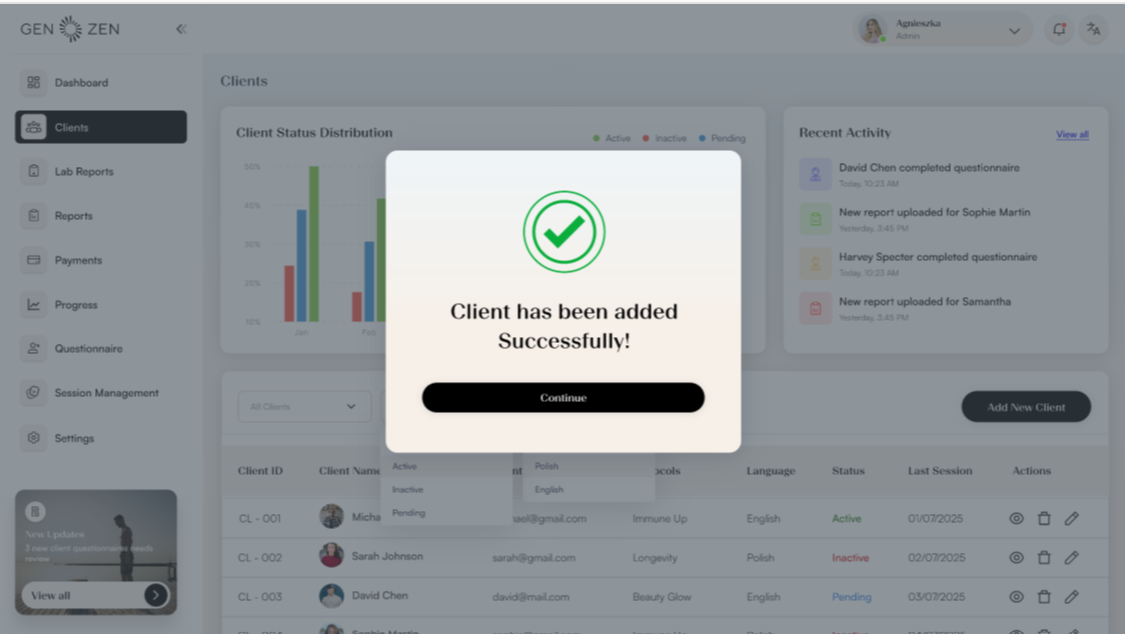 GEN ZEN
Agnieszka
Admin
Dashboard
Clients
Lab Reports
Reports
Payments
Progress
Questionnaire
Session Management
Settings
New Updates
3 new client questionnaires needs
review
View all
Clients
Client Status Distribution
Active Inactive Pending
50%
40%
30%
20%
10%
Jan Feb
Recent Activity View all
David Chen completed questionnaire
Today, 10:23 AM
New report uploaded for Sophie Martin
Yesterday, 3:45 PM
Harvey Specter completed questionnaire
Today, 10:23 AM
New report uploaded for Samantha
Yesterday, 3:45 PM
Client has been added
Successfully!
Continue
All Clients
Add New Client
Active
Inactive
Pending
Polish
English
Client ID Client Name nt ocols Language Status Last Session Actions
CL - 001 Micha ael@gmail.com Immune Up English Active 01/07/2025
CL - 002 Sarah Johnson sarah@gmail.com Longevity Polish Inactive 02/07/2025
CL - 003 David Chen david@mail.com Beauty Glow English Pending 03/07/2025